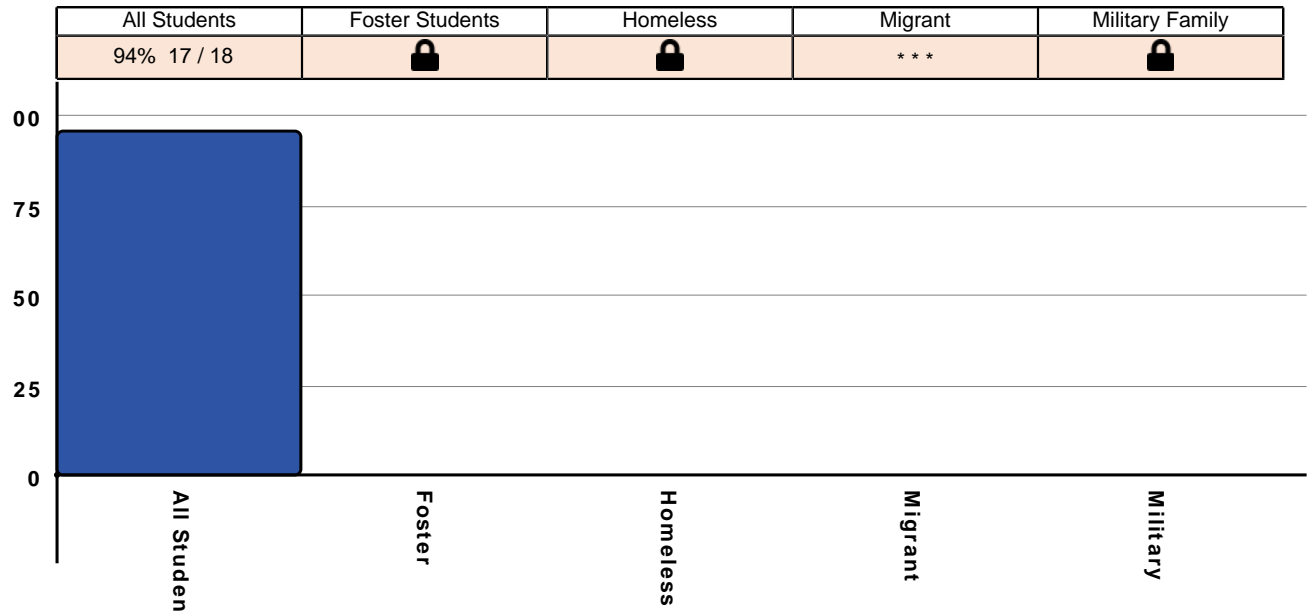 All Students Foster Students Homeless Migrant Military Family
94% 17 / 18 * * *
00
75
50
25
0
All Studen
Foster
Homeless
Migrant
Military